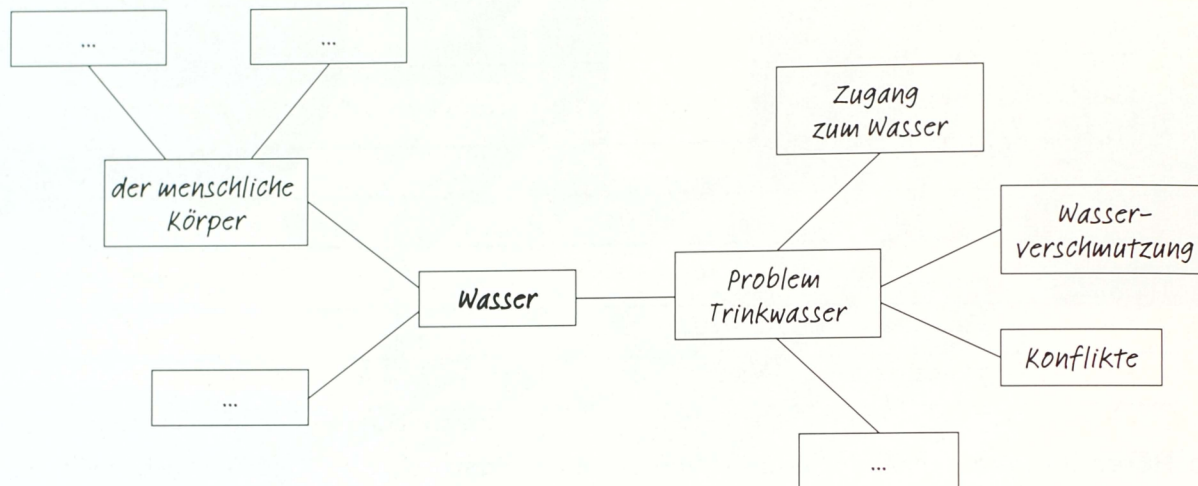 ...
...
Zugang
zum Wasser
der menschliche
Körper
Wasser-
verschmutzung
Wasser
Problem
Trinkwasser
Konflikte
...
...